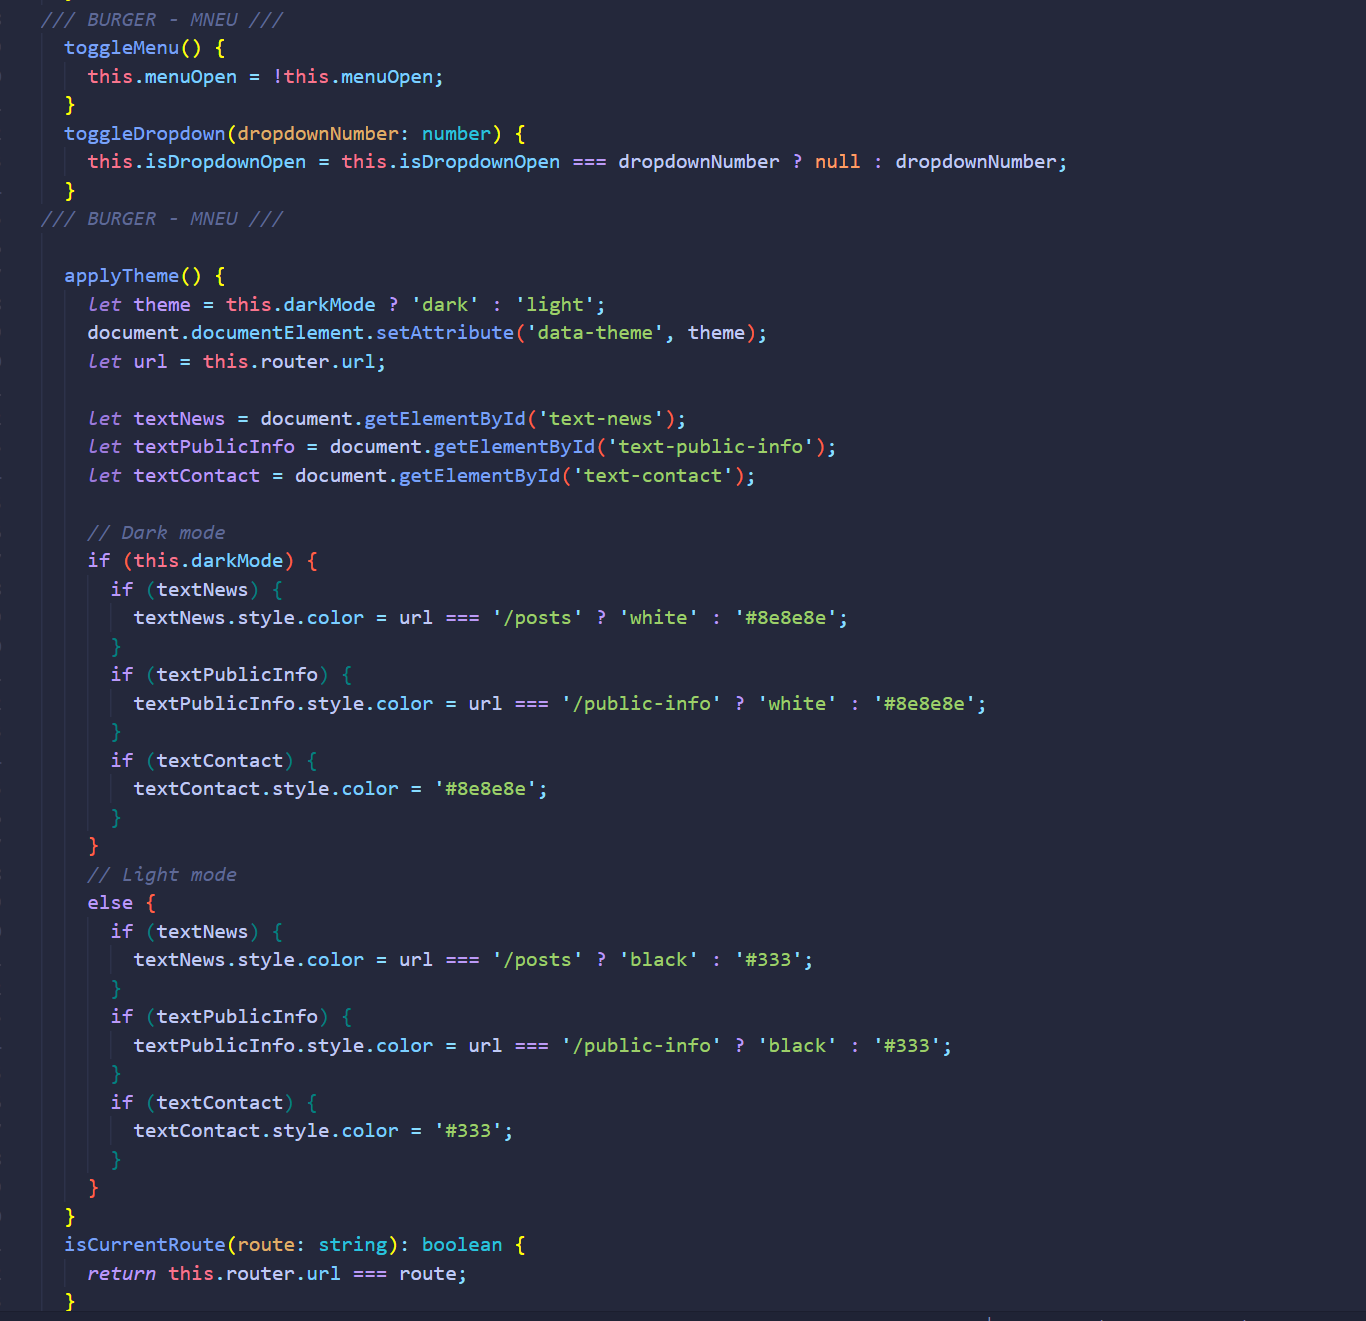 /// BURGER - MNEU ///
toggleMenu() {
this.menuOpen = !this.menuOpen;
}
toggleDropdown(dropdownNumber: number) {
this.isDropdownOpen = this.isDropdownOpen === dropdownNumber ? null : dropdownNumber;
}
/// BURGER - MNEU ///
applyTheme() {
let theme = this.darkMode ? 'dark' : 'light';
document.documentElement.setAttribute('data-theme', theme);
let url = this.router.url;
let textNews = document.getElementById('text-news');
let textPublicInfo = document.getElementById('text-public-info');
let textContact = document.getElementById('text-contact');
// Dark mode
if (this.darkMode) {
if (textNews) {
textNews.style.color = url === '/posts' ? 'white' : '#8e8e8e';
}
if (textPublicInfo) {
textPublicInfo.style.color = url === '/public-info' ? 'white' : '#8e8e8e';
}
if (textContact) {
textContact.style.color = '#8e8e8e';
}
}
// Light mode
else {
if (textNews) {
textNews.style.color = url === '/posts' ? 'black' : '#333';
}
if (textPublicInfo) {
textPublicInfo.style.color = url === '/public-info' ? 'black' : '#333';
}
if (textContact) {
textContact.style.color = '#333';
}
}
}
isCurrentRoute(route: string): boolean {
return this.router.url === route;
}